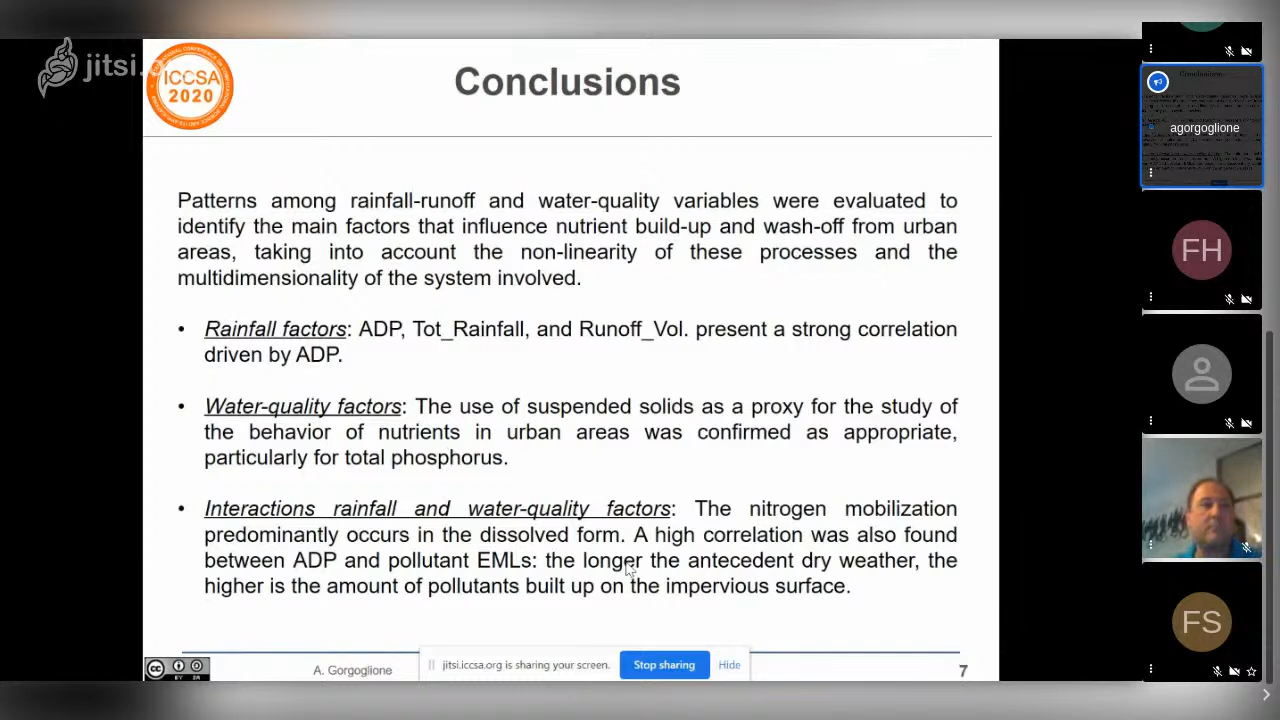 jitsi.o
ICCSA
2020
Conclusions
Patterns among rainfall-runoff and water-quality variables were evaluated to
identify the main factors that influence nutrient build-up and wash-off from urban
areas, taking into account the non-linearity of these processes and the
multidimensionality of the system involved.
• Rainfall factors: ADP, Tot_Rainfall, and Runoff_Vol. present a strong correlation
driven by ADP.
• Water-quality factors: The use of suspended solids as a proxy for the study of
the behavior of nutrients in urban areas was confirmed as appropriate,
particularly for total phosphorus.
• Interactions rainfall and water-quality factors: The nitrogen mobilization
predominantly occurs in the dissolved form. A high correlation was also found
between ADP and pollutant EMLs: the longer the antecedent dry weather, the
higher is the amount of pollutants built up on the impervious surface.
A. Gorgoglione
jitsi.iccsa.org is sharing your screen. Stop sharing Hide
7
agorgoglione
FH
FS